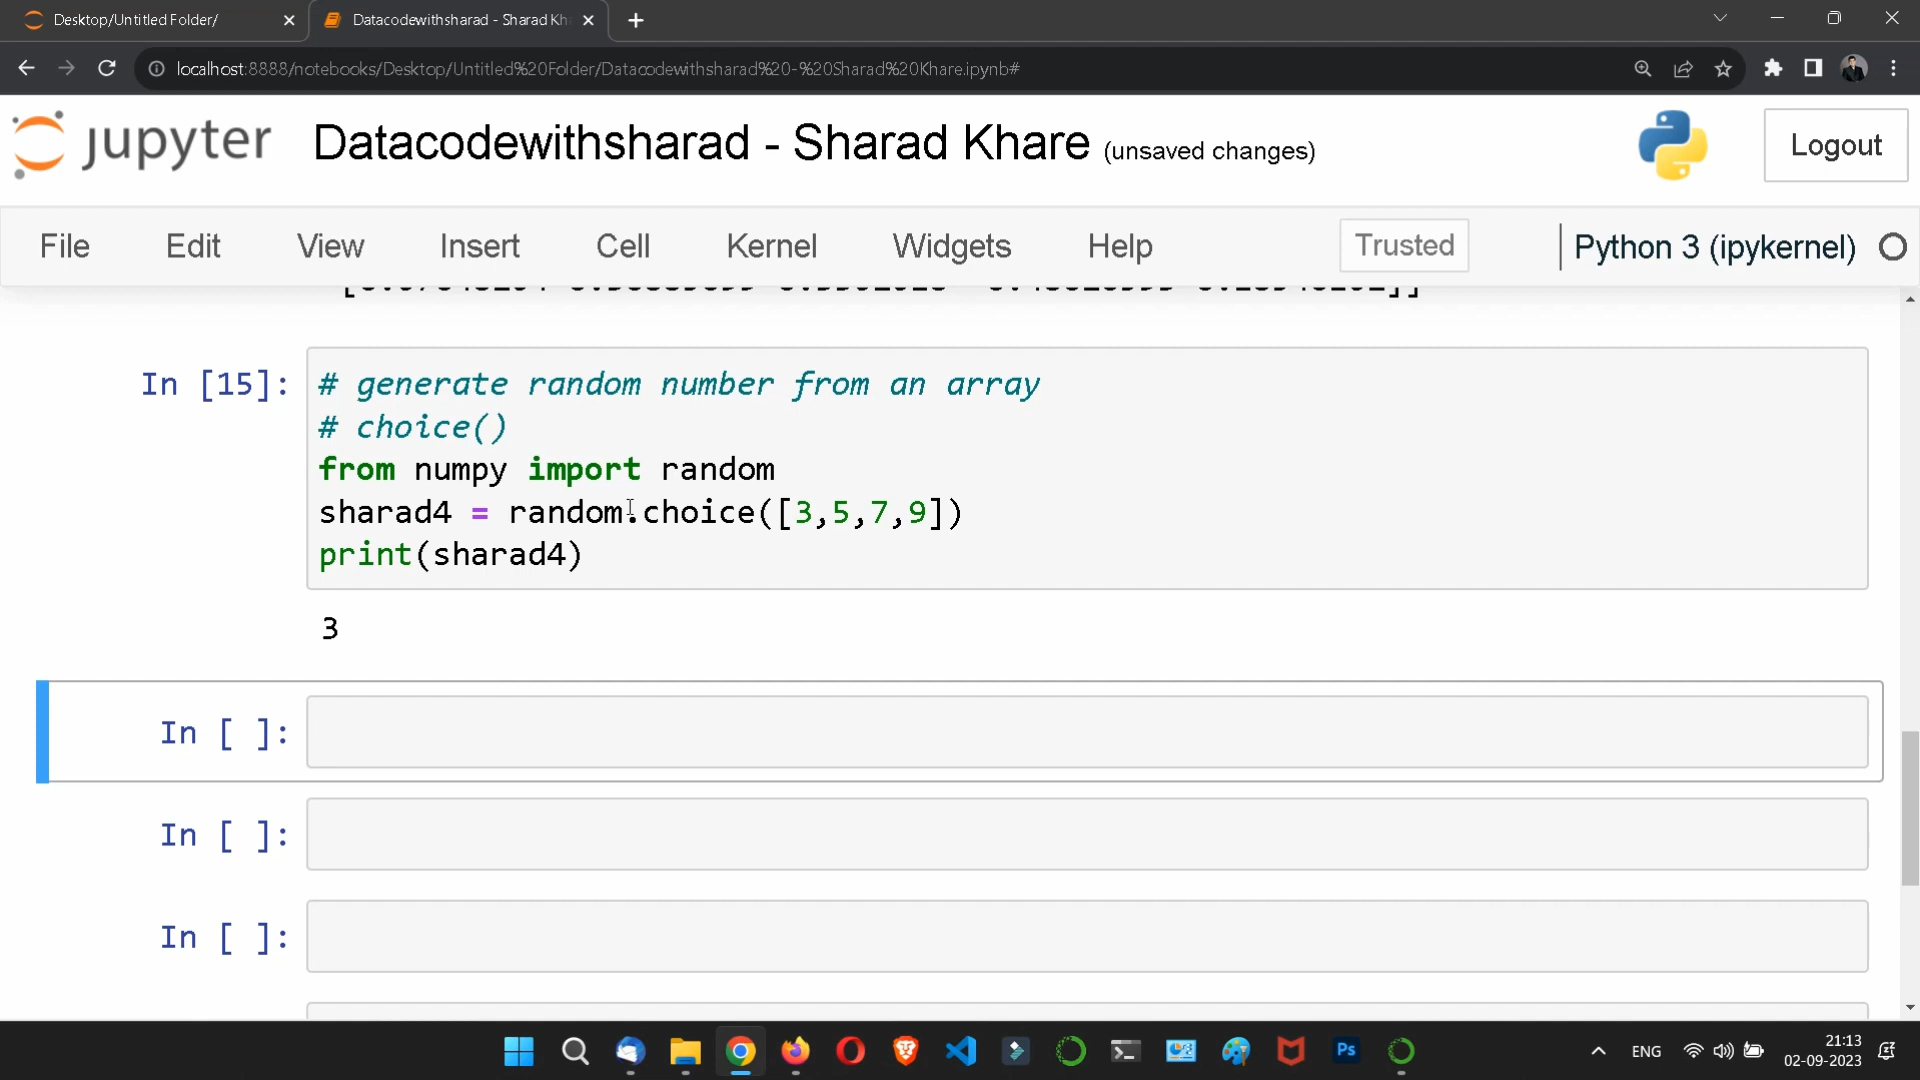 Desktop/Untitled Folder/
Datacodewithsharad - Sharad Kh
localhost:8888/notebooks/Desktop/Untitled%20Folder/Datacodewithsharad%20-%20Sharad%20Khare.ipynb#
jupyter
Datacodewithsharad - Sharad Khare (unsaved changes)
Logout
File Edit View Insert Cell Kernel Widgets Help
Trusted
Python 3 (ipykernel)
In [15]:
# generate random number from an array
# choice()
from numpy import random
sharad4 = random.choice([3,5,7,9])
print(sharad4)
3
In [ ]:
In [ ]:
In [ ]:
Ps
ENG
21:13
02-09-2023